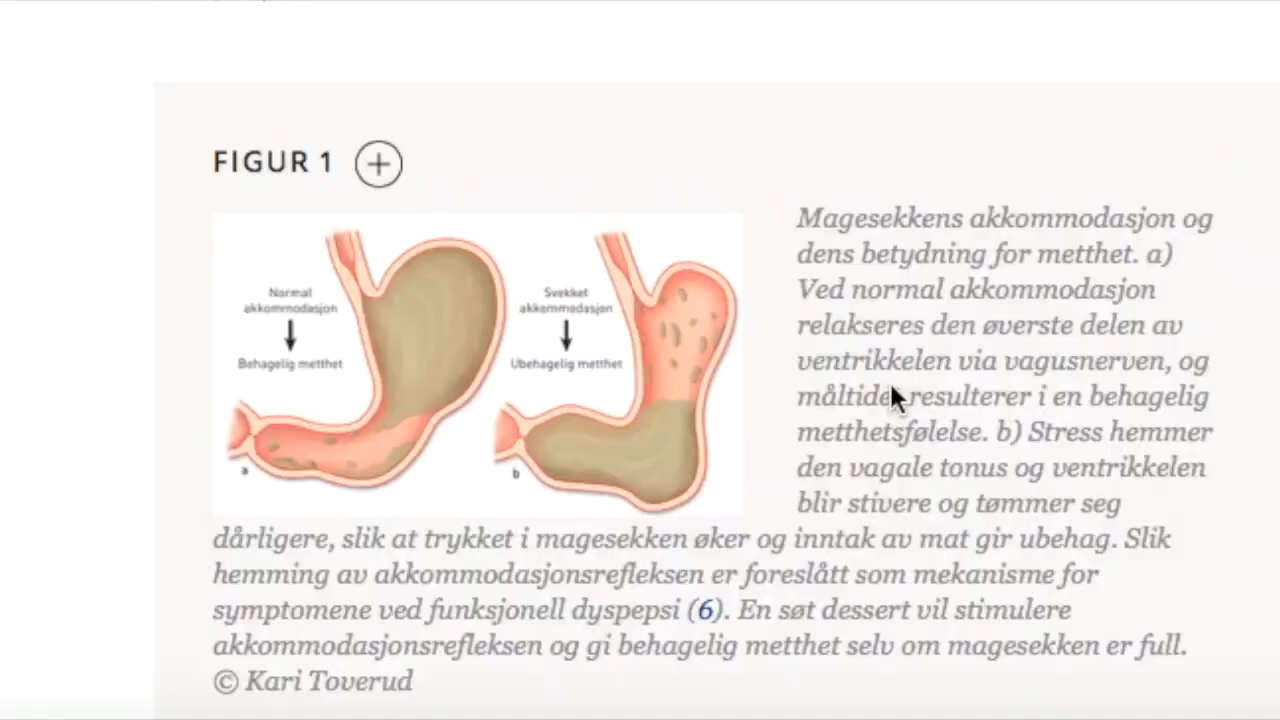 FIGUR 1
Normal
akkommodasjon
Behagelig metthet
a
Svekket
akkommodasjon
Ubehagelig metthet
b
Magesekkens akkommodasjon og
dens betydning for metthet. a)
Ved normal akkommodasjon
relakseres den øverste delen av
ventrikkelen via vagusnerven, og
måltide resulterer i en behagelig
metthetsfølelse. b) Stress hemmer
den vagale tonus og ventrikkelen
blir stivere og tømmer seg
dårligere, slik at trykket i magesekken øker og inntak av mat gir ubehag. Slik
hemming av akkommodasjonsrefleksen er foreslått som mekanisme for
symptomene ved funksjonell dyspepsi (6). En søt dessert vil stimulere
akkommodasjonsrefleksen og gi behagelig metthet selv om magesekken er full.
© Kari Toverud